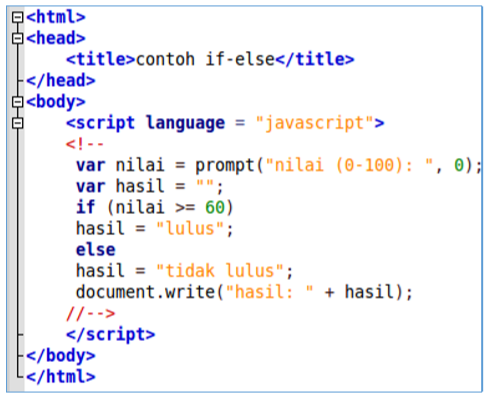 <html>
<head>
<title>contoh if-else</title>
</head>
<body>
<script language = "javascript">
<!--
var nilai = prompt("nilai (0-100): ", 0);
var hasil = "";
if (nilai >= 60)
hasil = "lulus";
else
hasil = "tidak lulus";
document.write("hasil: " + hasil);
//-->
</script>
</body>
</html>